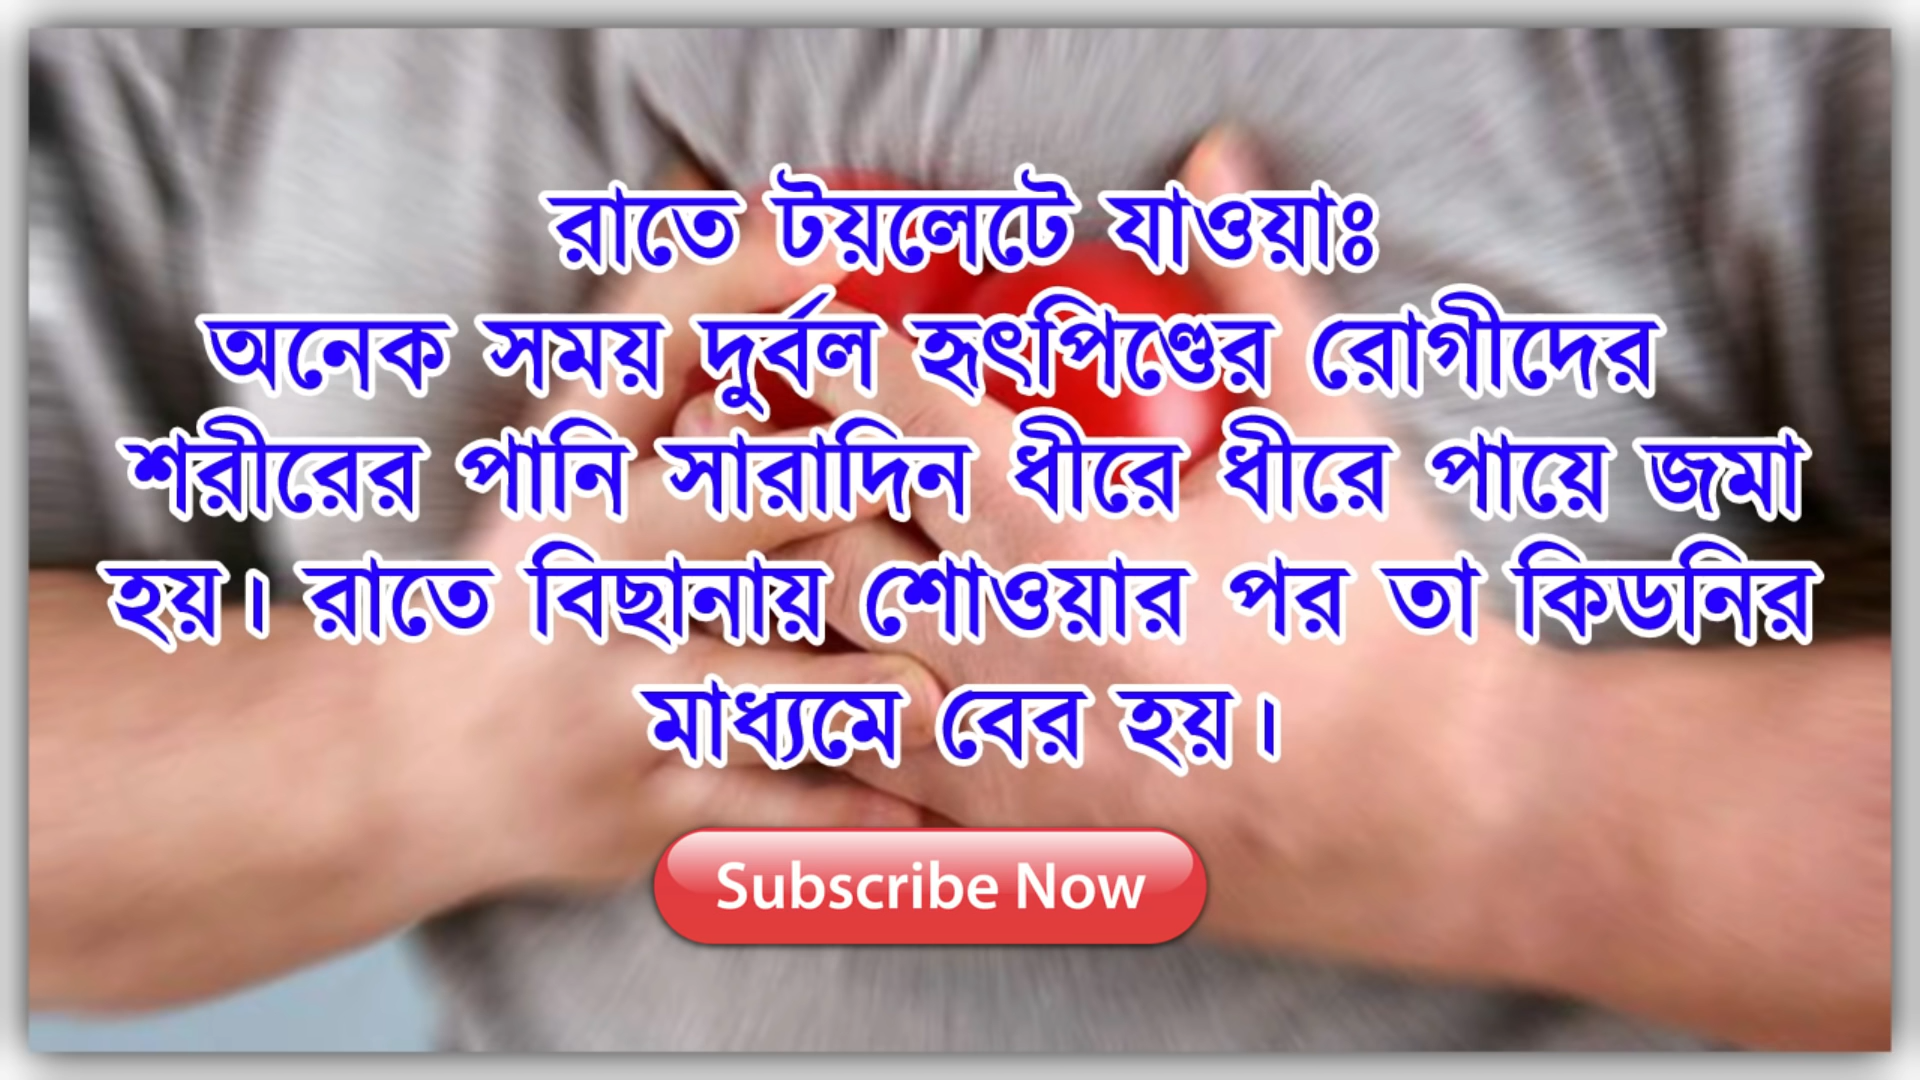 রাতে টয়লেটে যাওয়াঃ
অনেক সময় দুর্বল হৃৎপিণ্ডের রোগীদের
শরীরের পানি সারাদিন ধীরে ধীরে পায়ে জমা
হয়। রাতে বিছানায় শোওয়ার পর তা কিডনির
মাধ্যমে বের হয়।
Subscribe Now